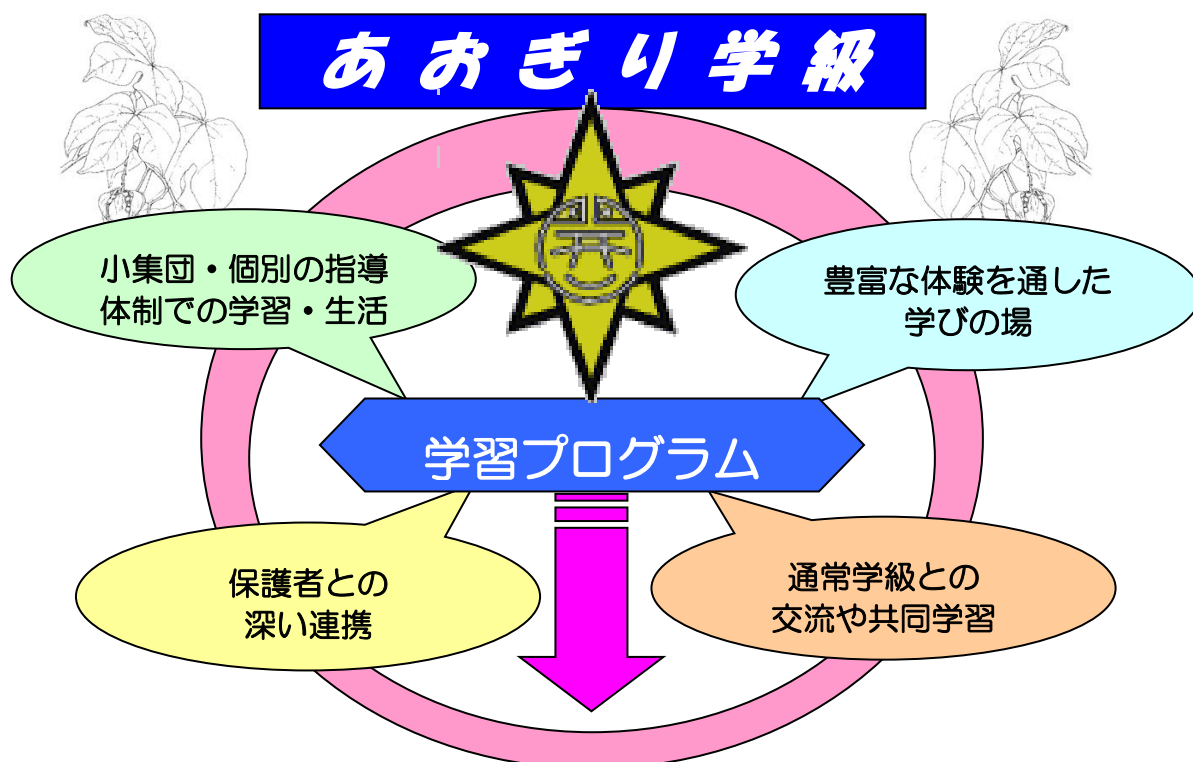 あおぎり学級
小集団・個別の指導
体制での学習・生活
豊富な体験を通した
学びの場
学習プログラム
保護者との
深い連携
通常学級との
交流や共同学習